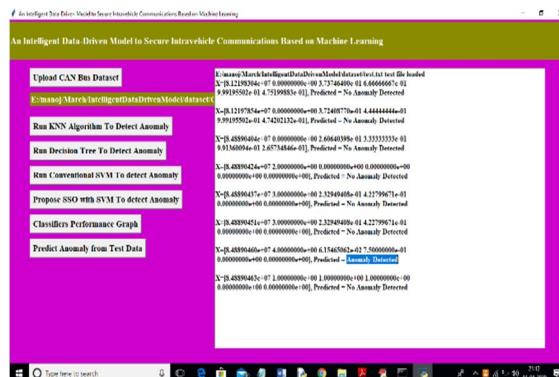 An Intelligent Data-Driven Model to Secure Intravehicle Communications Based on Machine Learning
An Intelligent Data-Driven Model to Secure Intravehicle Communications Based on Machine Learning
Upload CAN Bus Dataset
E:/manoj/March/IntelligentDataDrivenModel/dataset/C
Run KNN Algorithm To Detect Anomaly
Run Decision Tree To Detect Anomaly
Run Conventional SVM To detect Anomaly
Propose SSO with SVM To detect Anomaly
Classifiers Performance Graph
Predict Anomaly from Test Data
E:/manoj/March/IntelligentDataDrivenModel/dataset/test.txt test file loaded
X=[8.12198304e+07 0.00000000e+00 3.73746400e-01 6.66666667e-01
9.99195502e-01 4.75199883e-01], Predicted = No Anomaly Detected
X=[8.12197854e+07 0.00000000e+00 3.72408770e-01 4.44444444e-01
9.99195502e-01 4.74202132e-01], Predicted = No Anomaly Detected
X=[8.48890404e+07 0.00000000e+00 2.60640398e-01 3.33333333e-01
9.91360094e-01 2.65734846e-01], Predicted = No Anomaly Detected
X=[8.48890424e+07 2.00000000e+00 0.00000000e+00 0.00000000e+00
0.00000000e+00 0.00000000e+00], Predicted = No Anomaly Detected
X=[8.48890437e+07 3.00000000e+00 2.32949408e-01 4.22799671e-01
0.00000000e+00 0.00000000e+00], Predicted = No Anomaly Detected
X=[8.48890451e+07 3.00000000e+00 2.32949408e-01 4.22799671e-01
0.00000000e+00 0.00000000e+00], Predicted = No Anomaly Detected
X=[8.48890460e+07 4.00000000e+00 6.15465062e-02 7.50000000e-01
0.00000000e+00 0.00000000e+00], Predicted = Anomaly Detected
X=[8.48890463e+07 1.00000000e+00 1.00000000e+00 1.00000000e+00
0.00000000e+00 0.00000000e+00], Predicted = No Anomaly Detected
Type here to search
21:12